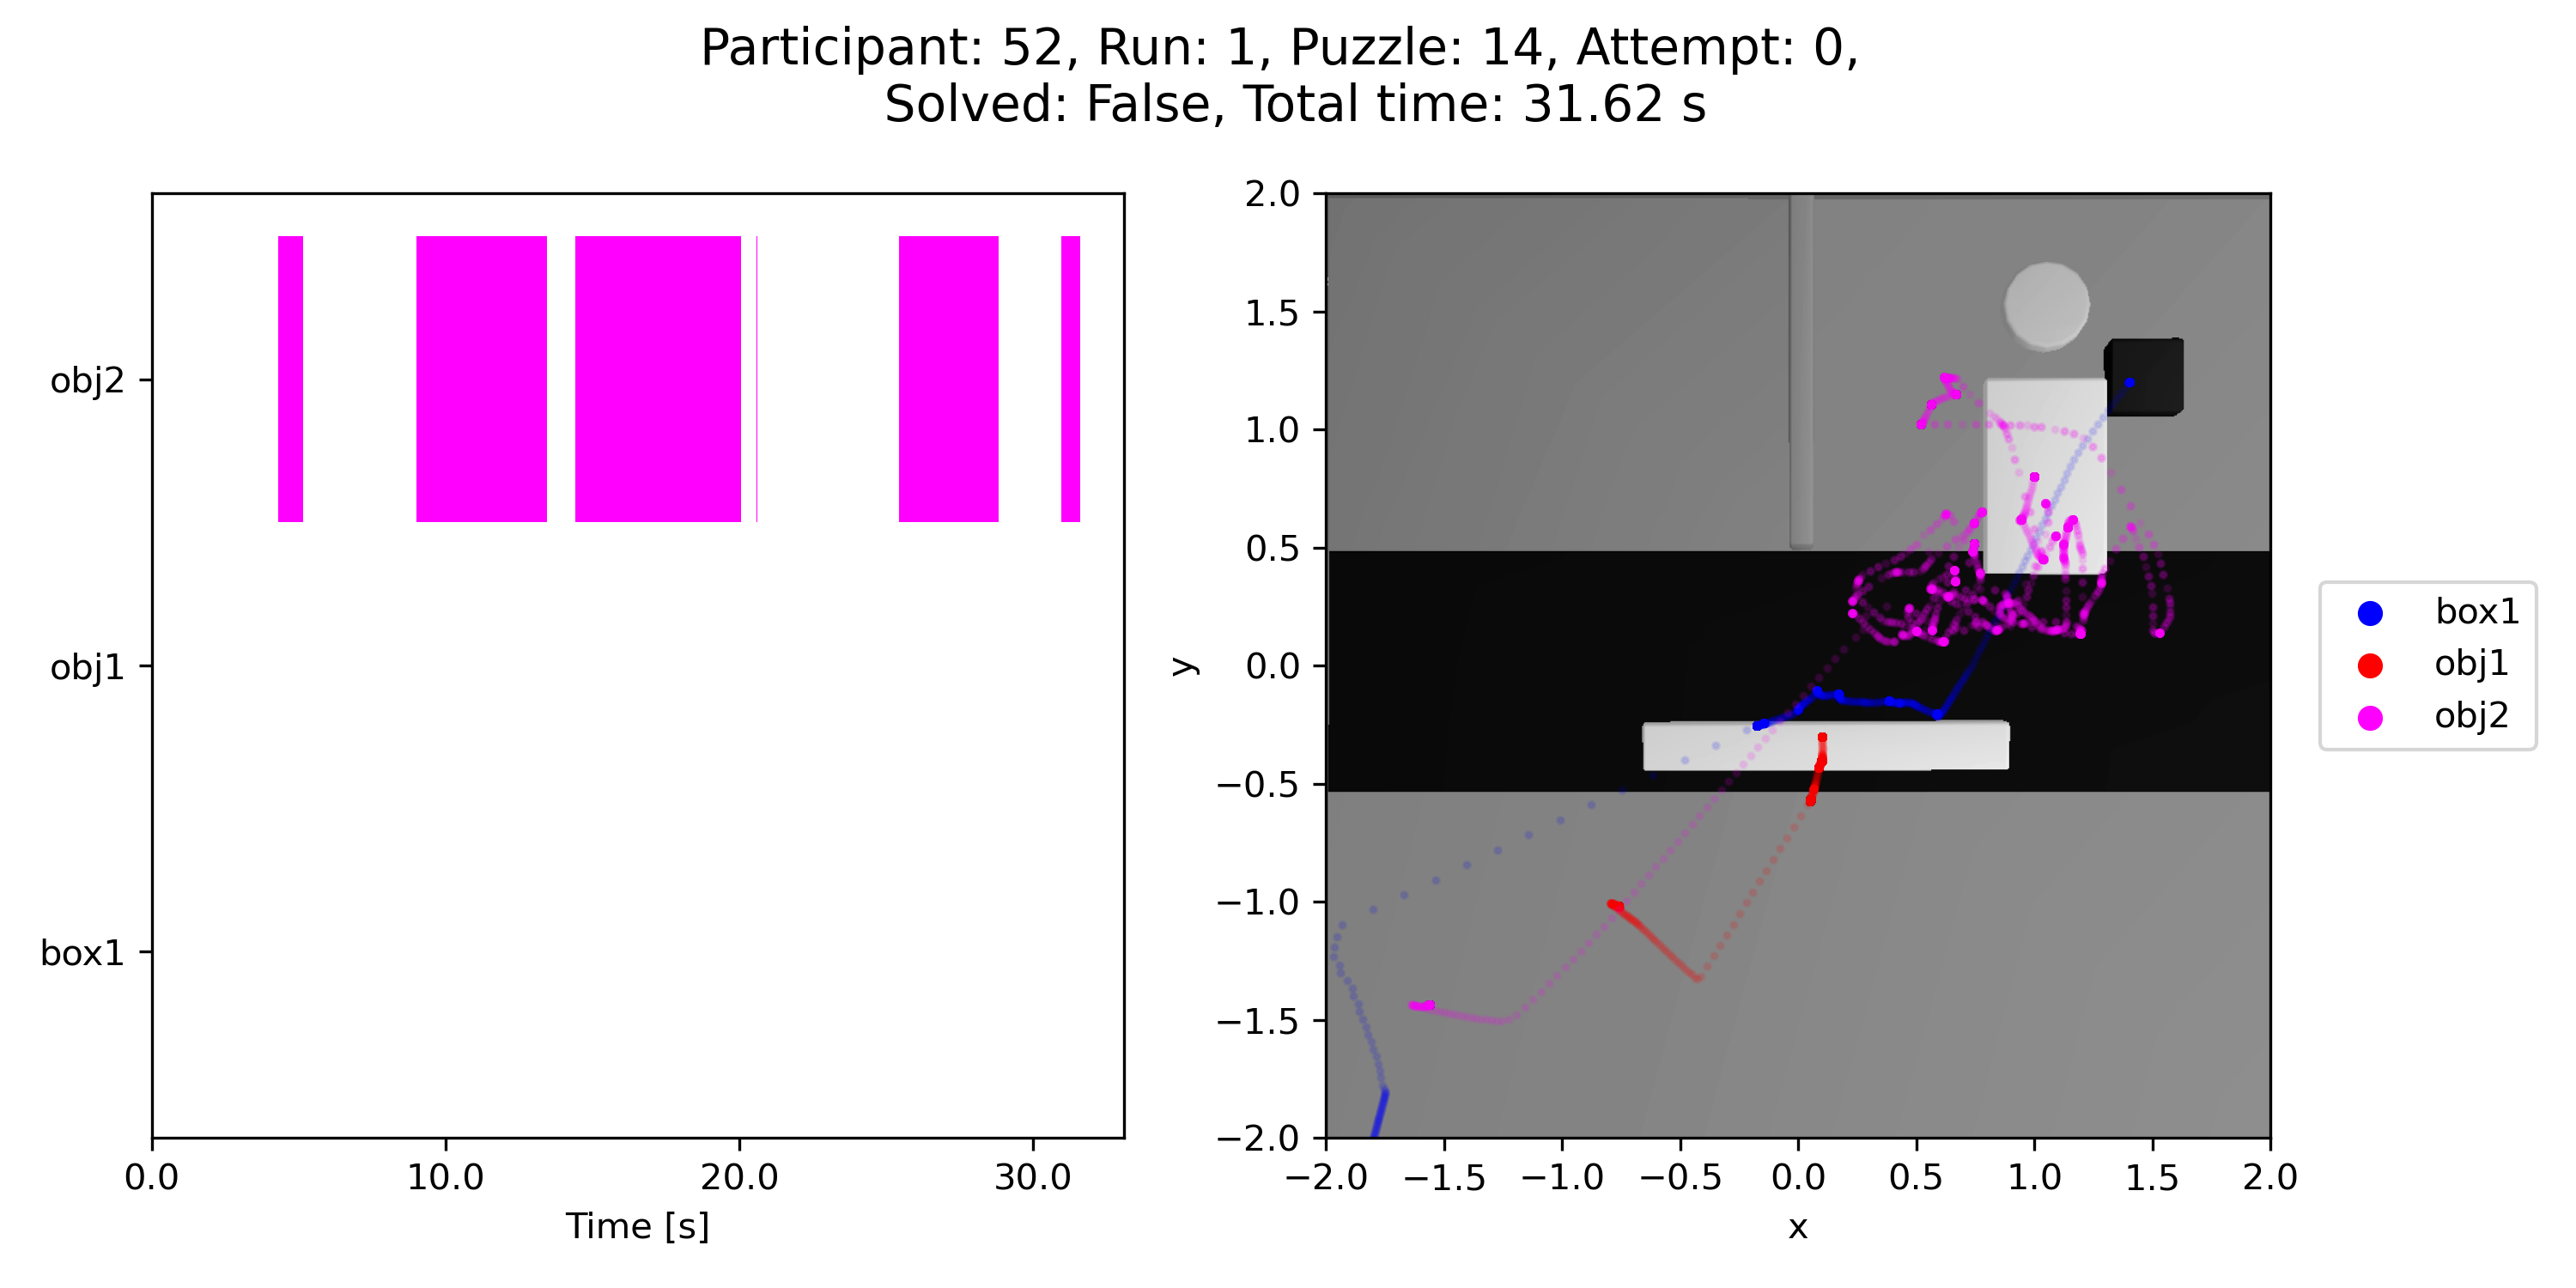 Participant: 52, Run: 1, Puzzle: 14, Attempt: 0,
Solved: False, Total time: 31.62 s
obj2
obj1
box1
0.0 10.0 20.0 30.0
Time [s]
2.0
1.5
1.0
0.5
0.0
−0.5
−1.0
−1.5
−2.0
y
−2.0 −1.5 −1.0 −0.5 0.0 0.5 1.0 1.5 2.0
x
box1
obj1
obj2